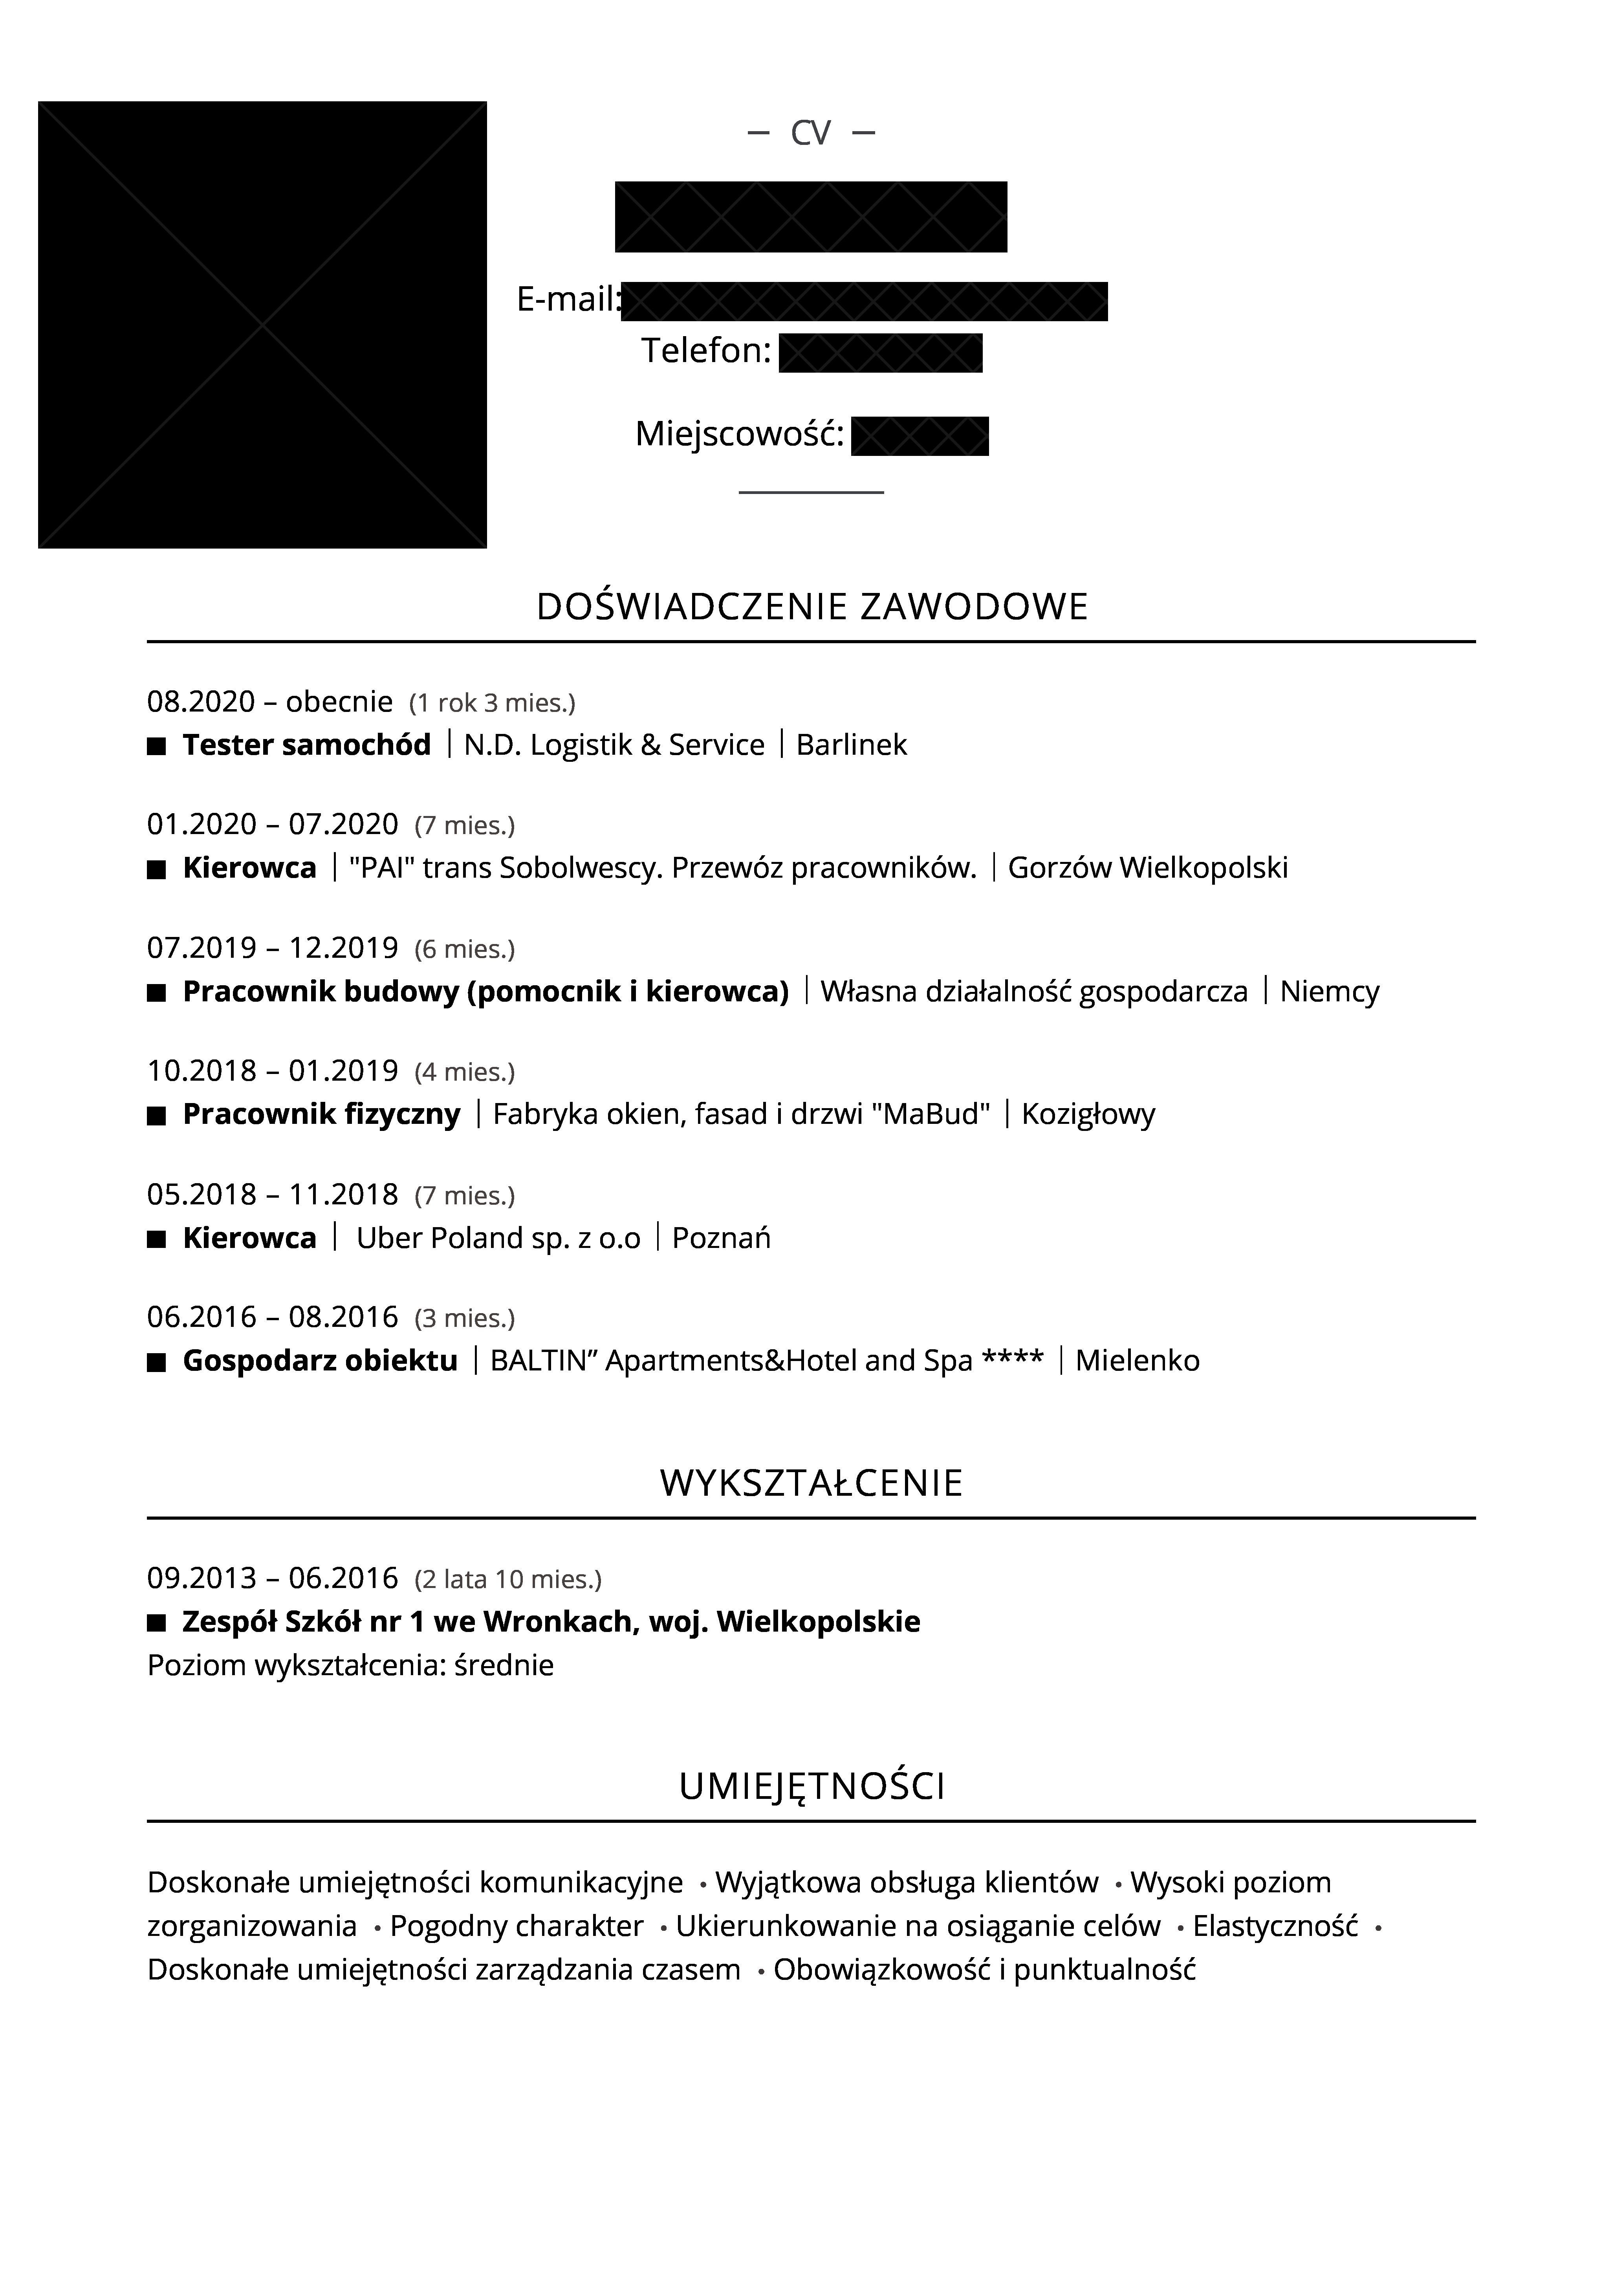 – CV –
E-mail:
Telefon:
Miejscowość:
DOŚWIADCZENIE ZAWODOWE
08.2020 – obecnie (1 rok 3 mies.)
■ Tester samochód | N.D. Logistik & Service | Barlinek
01.2020 – 07.2020 (7 mies.)
■ Kierowca | "PAI" trans Sobolwescy. Przewóz pracowników. | Gorzów Wielkopolski
07.2019 – 12.2019 (6 mies.)
■ Pracownik budowy (pomocnik i kierowca) | Własna działalność gospodarcza | Niemcy
10.2018 – 01.2019 (4 mies.)
■ Pracownik fizyczny | Fabryka okien, fasad i drzwi "MaBud" | Kozigłowy
05.2018 – 11.2018 (7 mies.)
■ Kierowca | Uber Poland sp. z o.o | Poznań
06.2016 – 08.2016 (3 mies.)
■ Gospodarz obiektu | BALTIN” Apartments&Hotel and Spa **** | Mielenko
WYKSZTAŁCENIE
09.2013 – 06.2016 (2 lata 10 mies.)
■ Zespół Szkół nr 1 we Wronkach, woj. Wielkopolskie
Poziom wykształcenia: średnie
UMIEJĘTNOŚCI
Doskonałe umiejętności komunikacyjne • Wyjątkowa obsługa klientów • Wysoki poziom
zorganizowania • Pogodny charakter • Ukierunkowanie na osiąganie celów • Elastyczność •
Doskonałe umiejętności zarządzania czasem • Obowiązkowość i punktualność